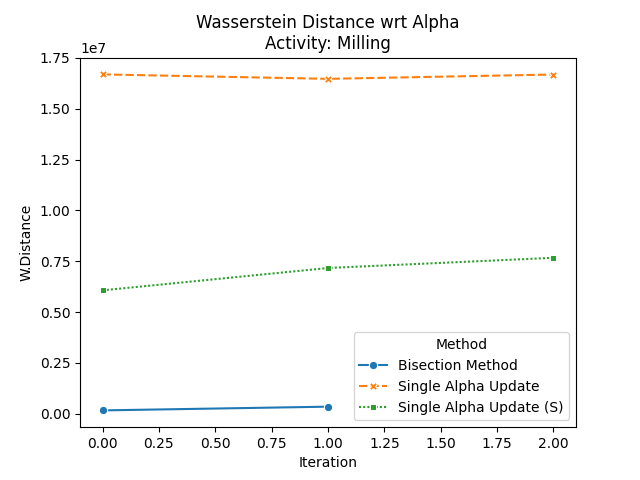 Wasserstein Distance wrt Alpha
Activity: Milling
1e7
1.75
1.50
1.25
1.00
0.75
0.50
0.25
0.00
W.Distance
0.00 0.25 0.50 0.75 1.00 1.25 1.50 1.75 2.00
Iteration
Method
Bisection Method
Single Alpha Update
Single Alpha Update (S)